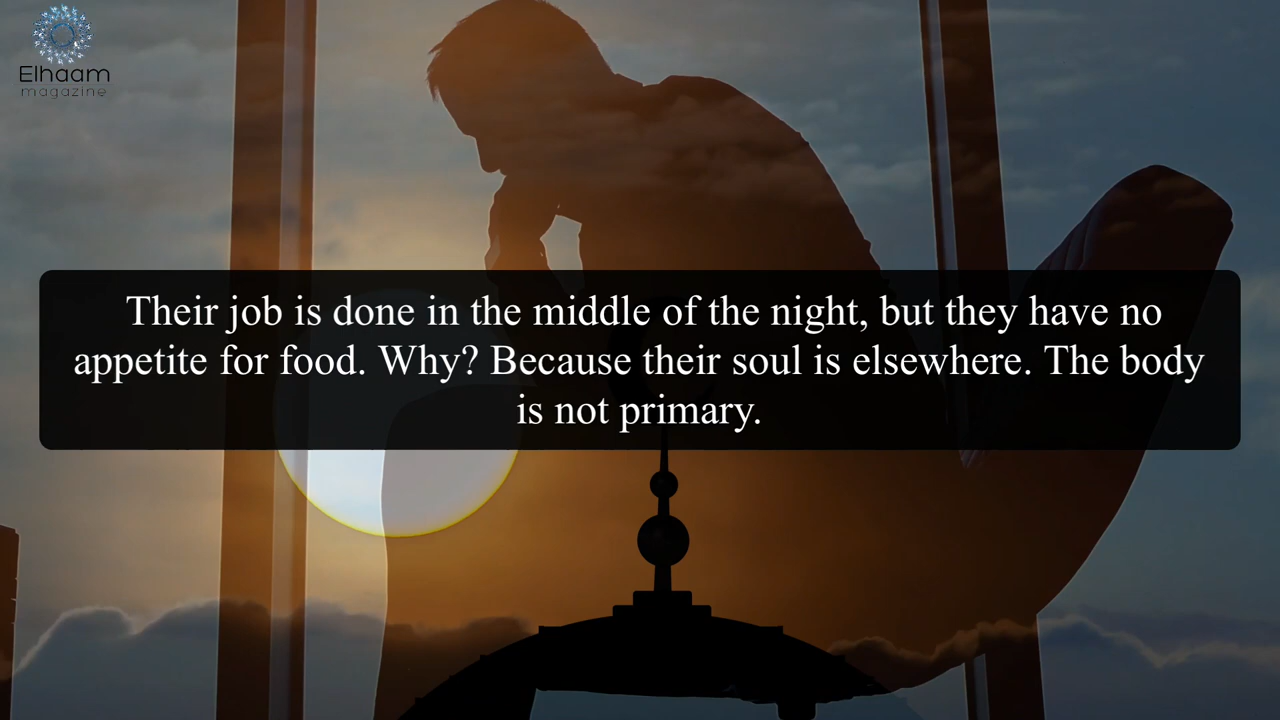 Elhaam
magazine
Their job is done in the middle of the night, but they have no
appetite for food. Why? Because their soul is elsewhere. The body
is not primary.